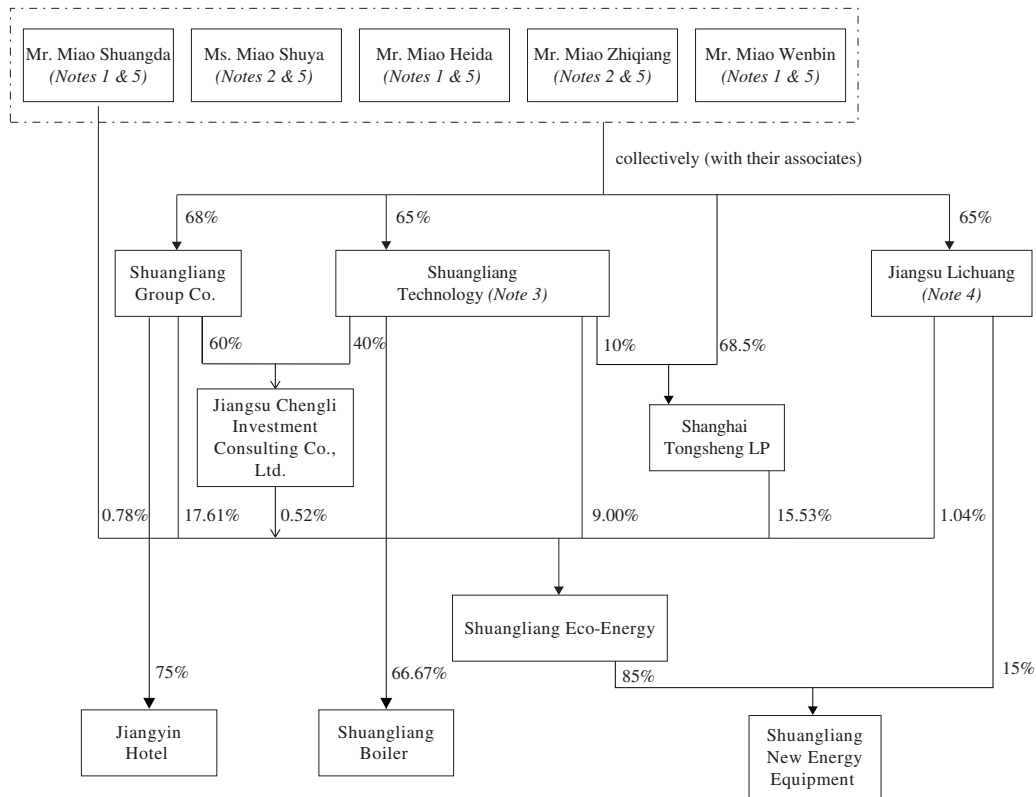 Mr. Miao Shuangda
(Notes 1 & 5)
Ms. Miao Shuya
(Notes 2 & 5)
Mr. Miao Heida
(Notes 1 & 5)
Mr. Miao Zhiqiang
(Notes 2 & 5)
Mr. Miao Wenbin
(Notes 1 & 5)
collectively (with their associates)
68%
65%
65%
Shuangliang
Group Co.
Shuangliang
Technology (Note 3)
Jiangsu Lichuang
(Note 4)
60%
40%
10%
68.5%
Jiangsu Chengli
Investment
Consulting Co.,
Ltd.
Shanghai
Tongsheng LP
0.78%
17.61%
0.52%
9.00%
15.53%
1.04%
Shuangliang Eco-Energy
75%
66.67%
85%
15%
Jiangyin
Hotel
Shuangliang
Boiler
Shuangliang
New Energy
Equipment